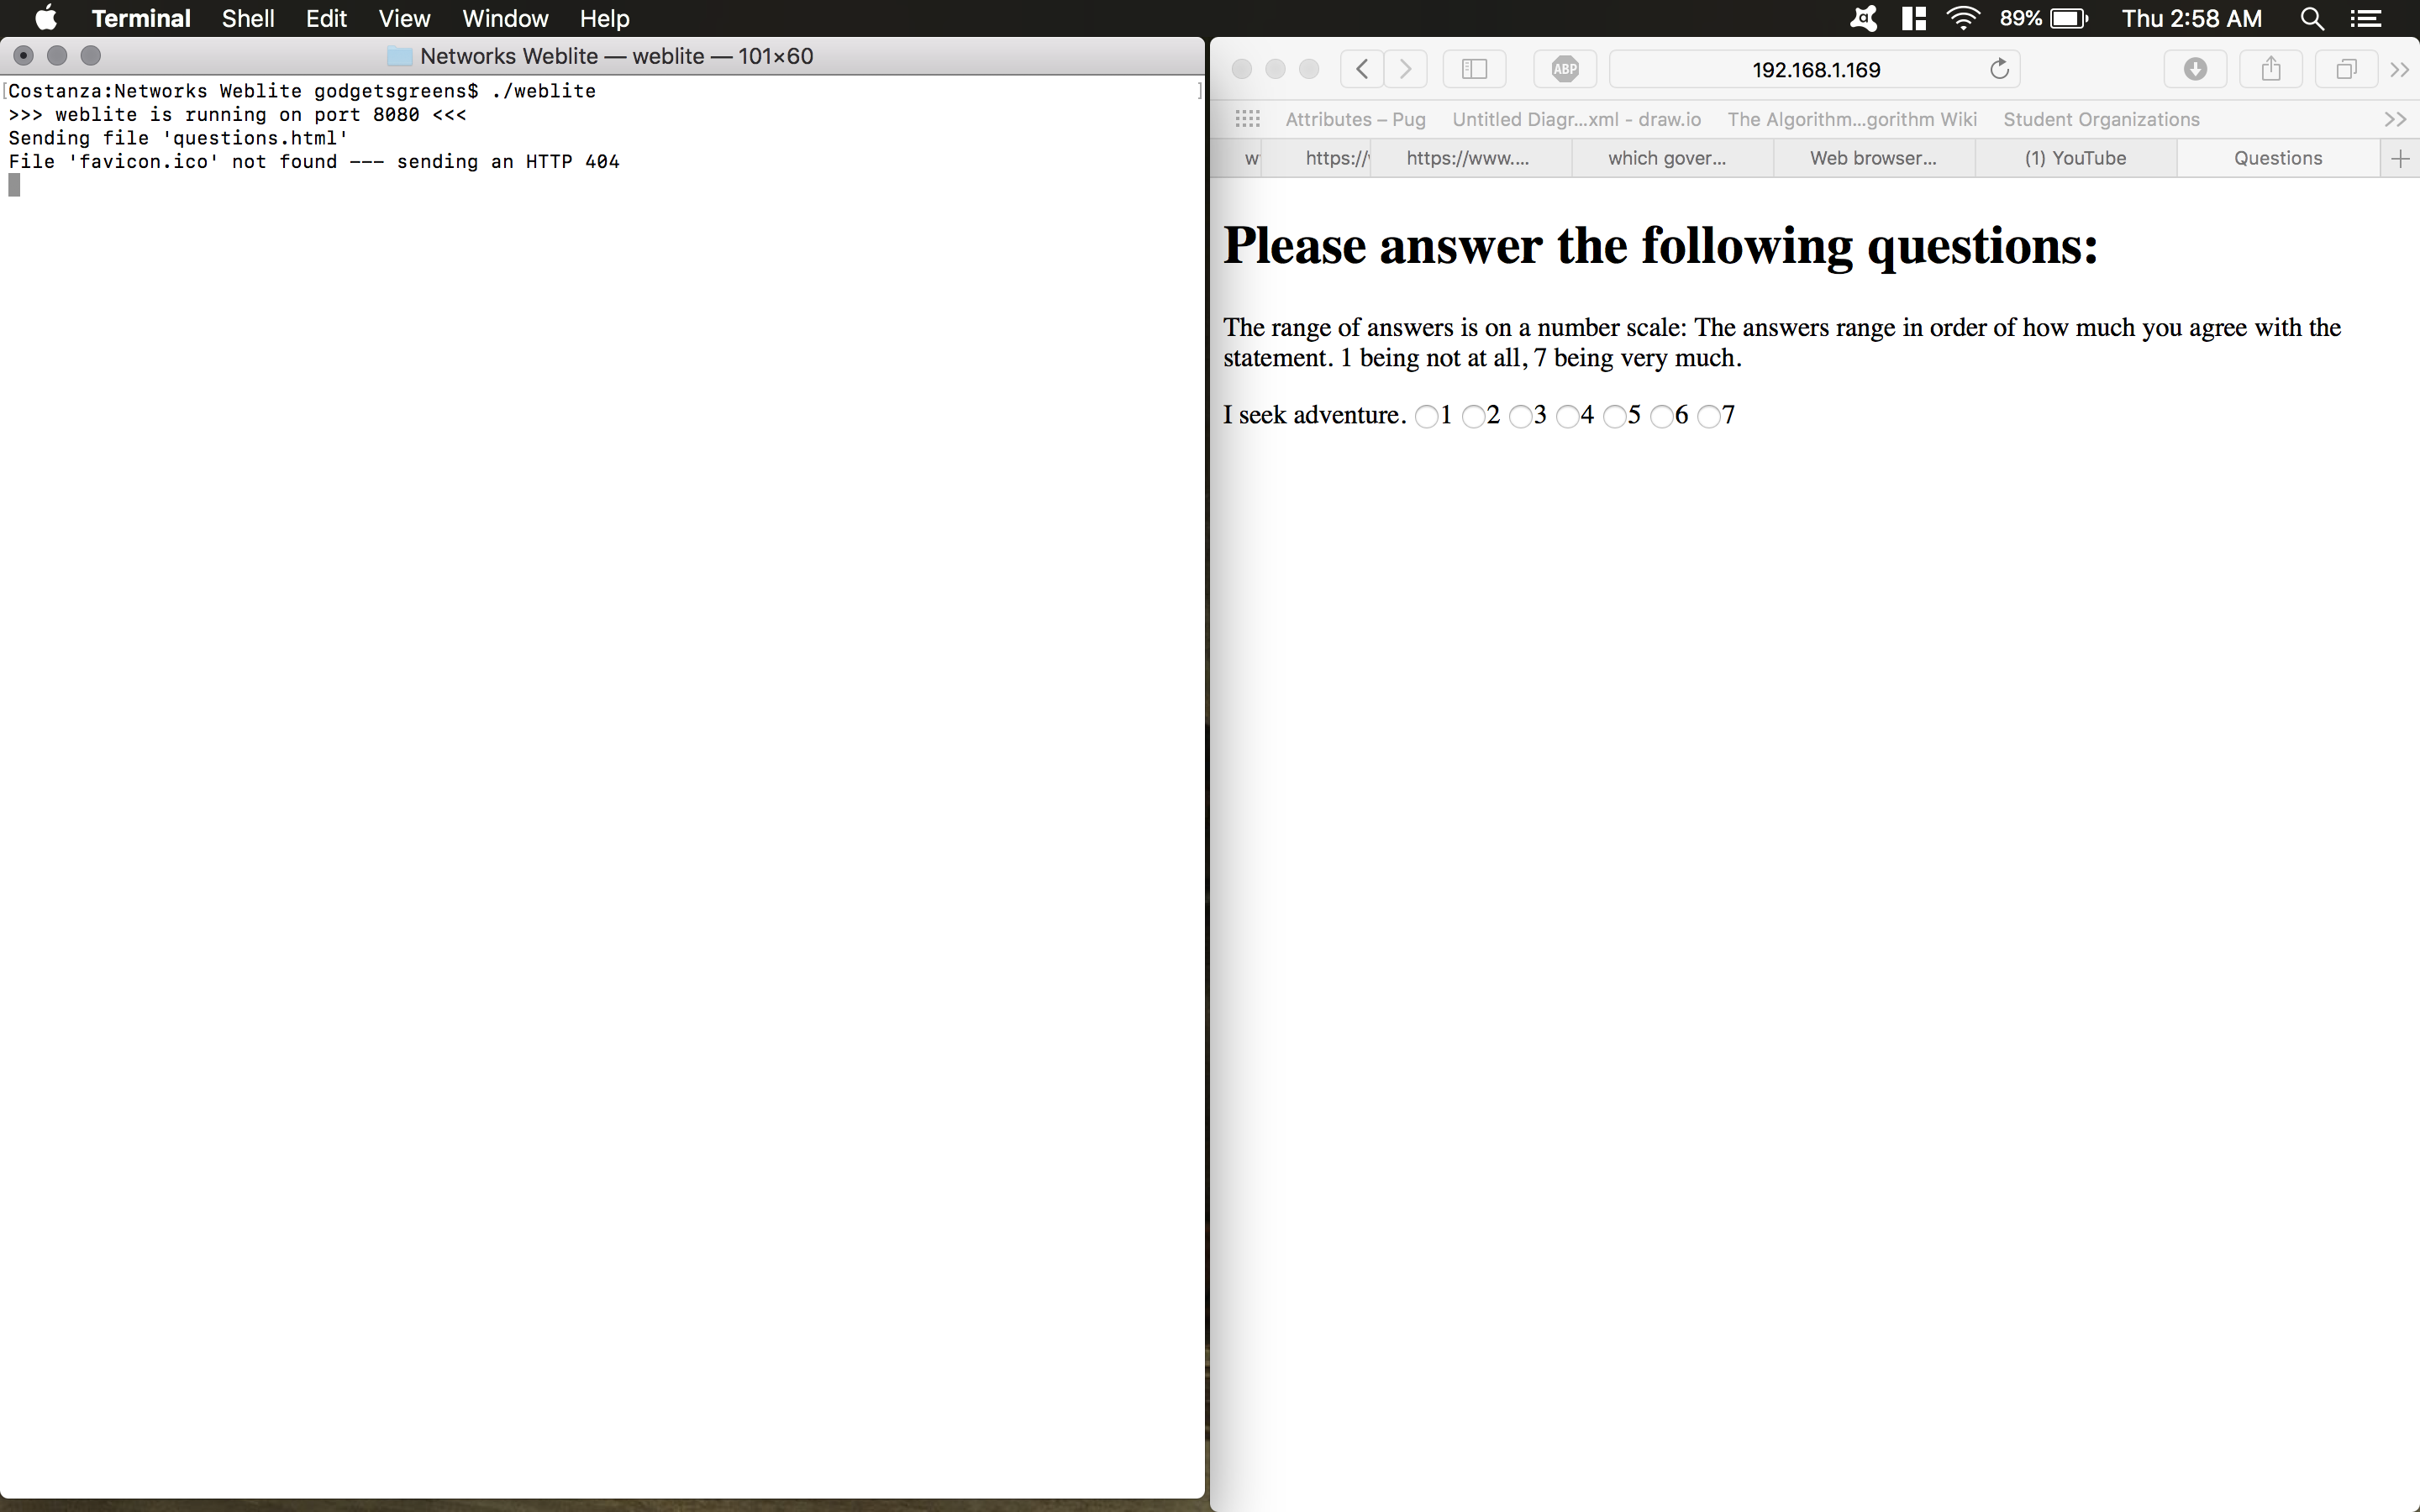 Terminal Shell Edit View Window Help 89% Thu 2:58 AM
Networks Weblite — weblite — 101×60
[Costanza:Networks Weblite godgetsgreens$ ./weblite ]
>>> weblite is running on port 8080 <<<
Sending file 'questions.html'
File 'favicon.ico' not found --- sending an HTTP 404
ABP 192.168.1.169
Attributes – Pug Untitled Diagr...xml - draw.io The Algorithm...gorithm Wiki Student Organizations
https:// https://www.... which gover... Web browser... (1) YouTube Questions
Please answer the following questions:
The range of answers is on a number scale: The answers range in order of how much you agree with the
statement. 1 being not at all, 7 being very much.
I seek adventure. 1 2 3 4 5 6 7